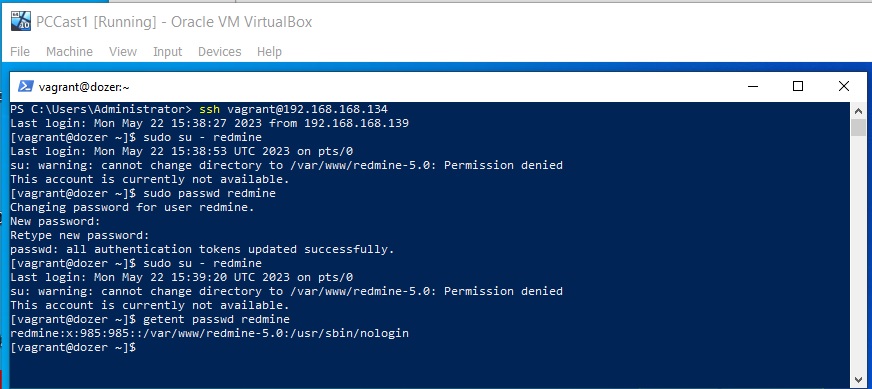 PCCast1 [Running] - Oracle VM VirtualBox
File Machine View Input Devices Help
vagrant@dozer:~
PS C:\Users\Administrator> ssh vagrant@192.168.168.134
Last login: Mon May 22 15:38:27 2023 from 192.168.168.139
[vagrant@dozer ~]$ sudo su - redmine
Last login: Mon May 22 15:38:53 UTC 2023 on pts/0
su: warning: cannot change directory to /var/www/redmine-5.0: Permission denied
This account is currently not available.
[vagrant@dozer ~]$ sudo passwd redmine
Changing password for user redmine.
New password:
Retype new password:
passwd: all authentication tokens updated successfully.
[vagrant@dozer ~]$ sudo su - redmine
Last login: Mon May 22 15:39:20 UTC 2023 on pts/0
su: warning: cannot change directory to /var/www/redmine-5.0: Permission denied
This account is currently not available.
[vagrant@dozer ~]$ getent passwd redmine
redmine:x:985:985::/var/www/redmine-5.0:/usr/sbin/nologin
[vagrant@dozer ~]$